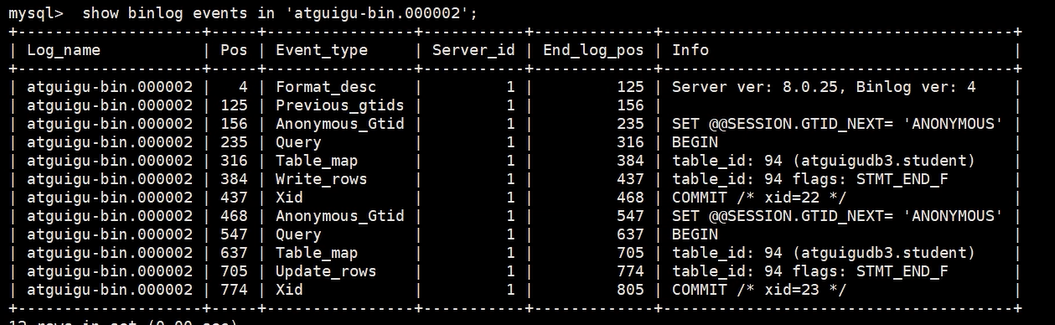 mysql>  show binlog events in 'atguigu-bin.000002';
+--------------------+-----+----------------+-----------+-------------+--------------------------------------+
| Log_name           | Pos | Event_type     | Server_id | End_log_pos | Info                                 |
+--------------------+-----+----------------+-----------+-------------+--------------------------------------+
| atguigu-bin.000002 |   4 | Format_desc    |         1 |         125 | Server ver: 8.0.25, Binlog ver: 4    |
| atguigu-bin.000002 | 125 | Previous_gtids |         1 |         156 |                                      |
| atguigu-bin.000002 | 156 | Anonymous_Gtid |         1 |         235 | SET @@SESSION.GTID_NEXT= 'ANONYMOUS' |
| atguigu-bin.000002 | 235 | Query          |         1 |         316 | BEGIN                                |
| atguigu-bin.000002 | 316 | Table_map      |         1 |         384 | table_id: 94 (atguigudb3.student)    |
| atguigu-bin.000002 | 384 | Write_rows     |         1 |         437 | table_id: 94 flags: STMT_END_F       |
| atguigu-bin.000002 | 437 | Xid            |         1 |         468 | COMMIT /* xid=22 */                  |
| atguigu-bin.000002 | 468 | Anonymous_Gtid |         1 |         547 | SET @@SESSION.GTID_NEXT= 'ANONYMOUS' |
| atguigu-bin.000002 | 547 | Query          |         1 |         637 | BEGIN                                |
| atguigu-bin.000002 | 637 | Table_map      |         1 |         705 | table_id: 94 (atguigudb3.student)    |
| atguigu-bin.000002 | 705 | Update_rows    |         1 |         774 | table_id: 94 flags: STMT_END_F       |
| atguigu-bin.000002 | 774 | Xid            |         1 |         805 | COMMIT /* xid=23 */                  |
+--------------------+-----+----------------+-----------+-------------+--------------------------------------+
12 rows in set (0.00 sec)